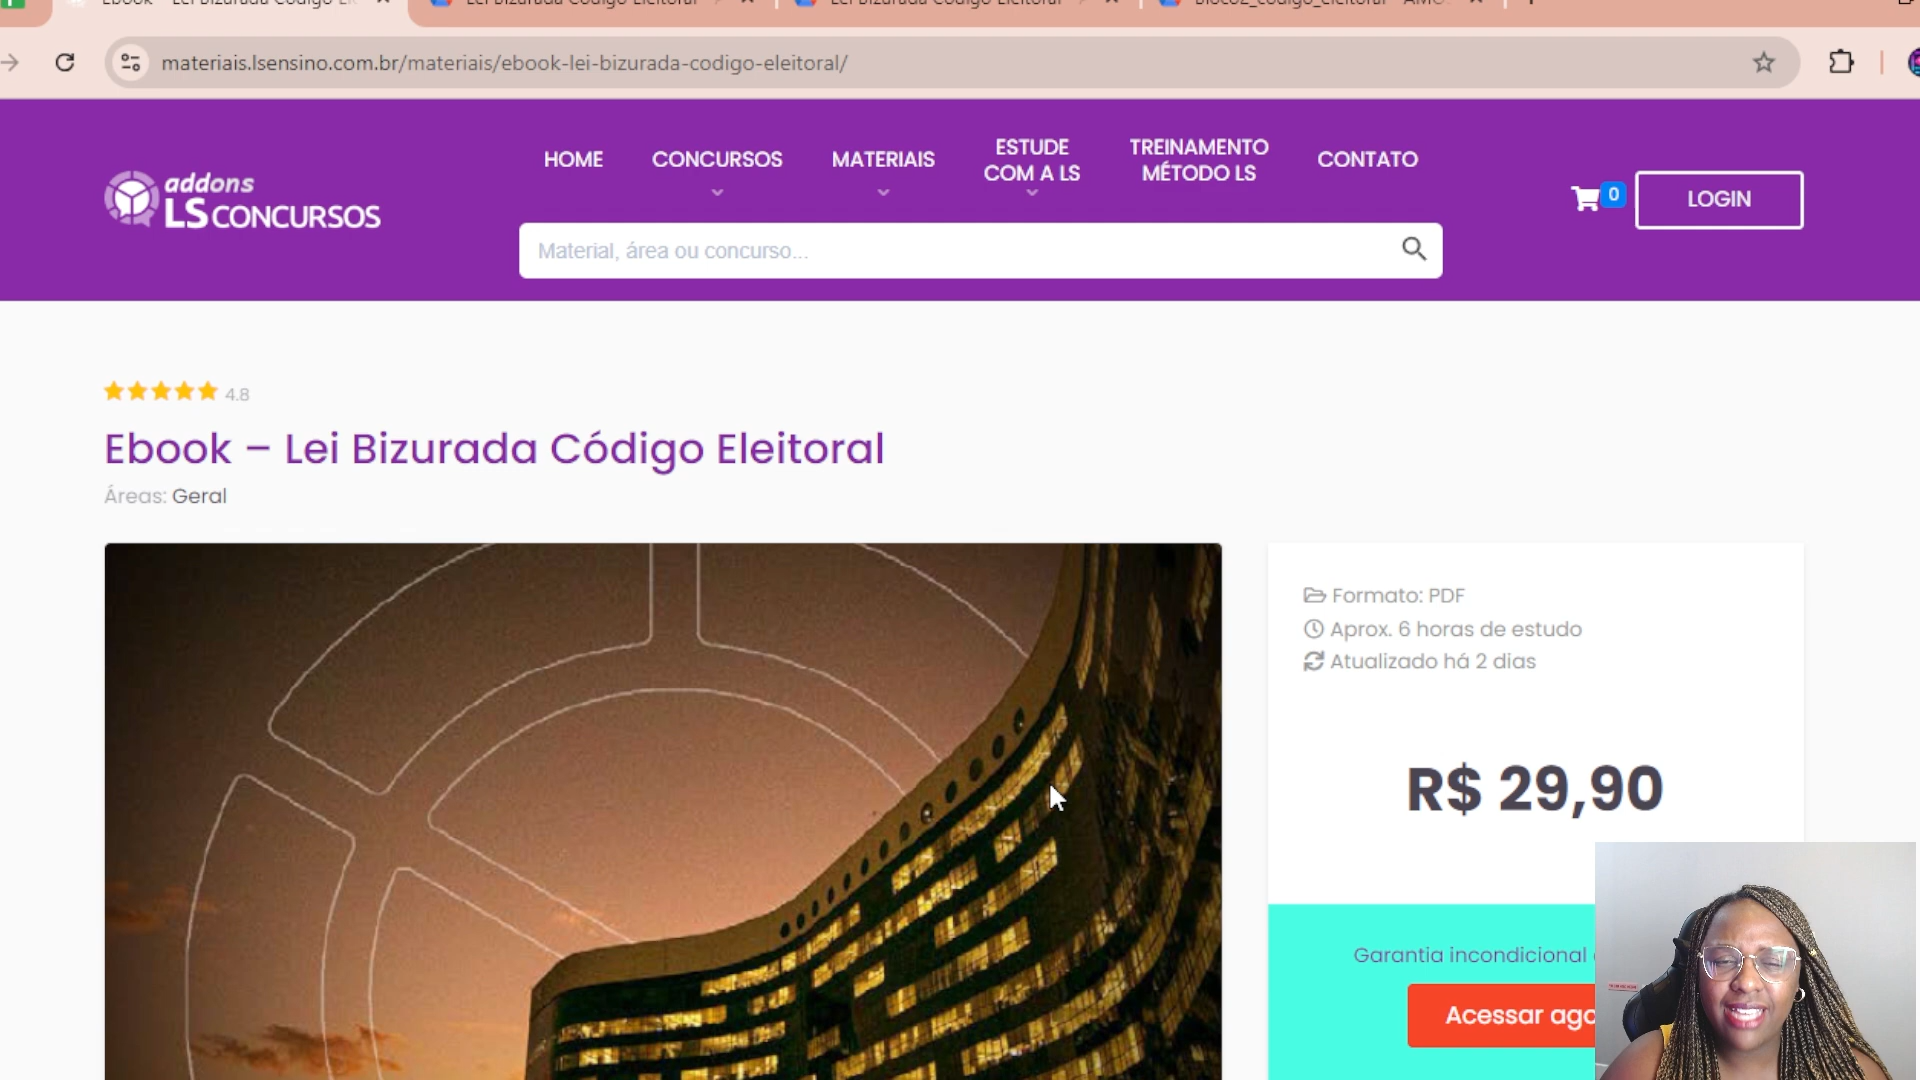 materiais.lsensino.com.br/materiais/ebook-lei-bizurada-codigo-eleitoral/
addons
LS CONCURSOS
HOME
CONCURSOS
MATERIAIS
ESTUDE
COM A LS
TREINAMENTO
MÉTODO LS
CONTATO
0
LOGIN
Material, área ou concurso...
4.8
Ebook – Lei Bizurada Código Eleitoral
Áreas: Geral
Formato: PDF
Aprox. 6 horas de estudo
Atualizado há 2 dias
R$ 29,90
Garantia incondicional
Acessar ago